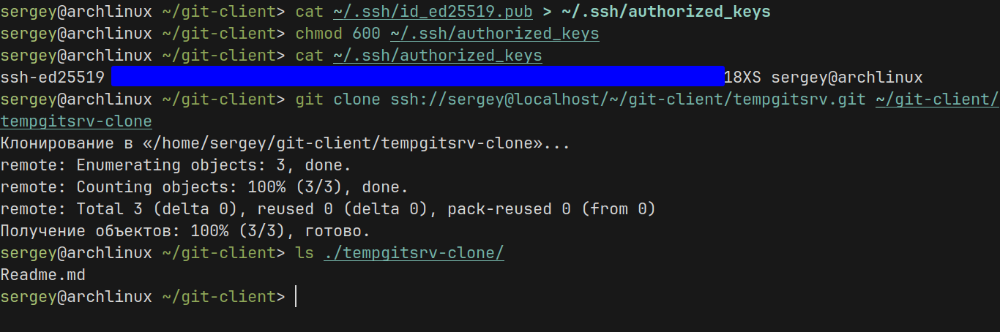 sergey@archlinux ~/git-client> cat ~/.ssh/id_ed25519.pub > ~/.ssh/authorized_keys
sergey@archlinux ~/git-client> chmod 600 ~/.ssh/authorized_keys
sergey@archlinux ~/git-client> cat ~/.ssh/authorized_keys
ssh-ed25519 18XS sergey@archlinux
sergey@archlinux ~/git-client> git clone ssh://sergey@localhost/~/git-client/tempgitsrv.git ~/git-client/
tempgitsrv-clone
Клонирование в «/home/sergey/git-client/tempgitsrv-clone»...
remote: Enumerating objects: 3, done.
remote: Counting objects: 100% (3/3), done.
remote: Total 3 (delta 0), reused 0 (delta 0), pack-reused 0 (from 0)
Получение объектов: 100% (3/3), готово.
sergey@archlinux ~/git-client> ls ./tempgitsrv-clone/
Readme.md
sergey@archlinux ~/git-client>